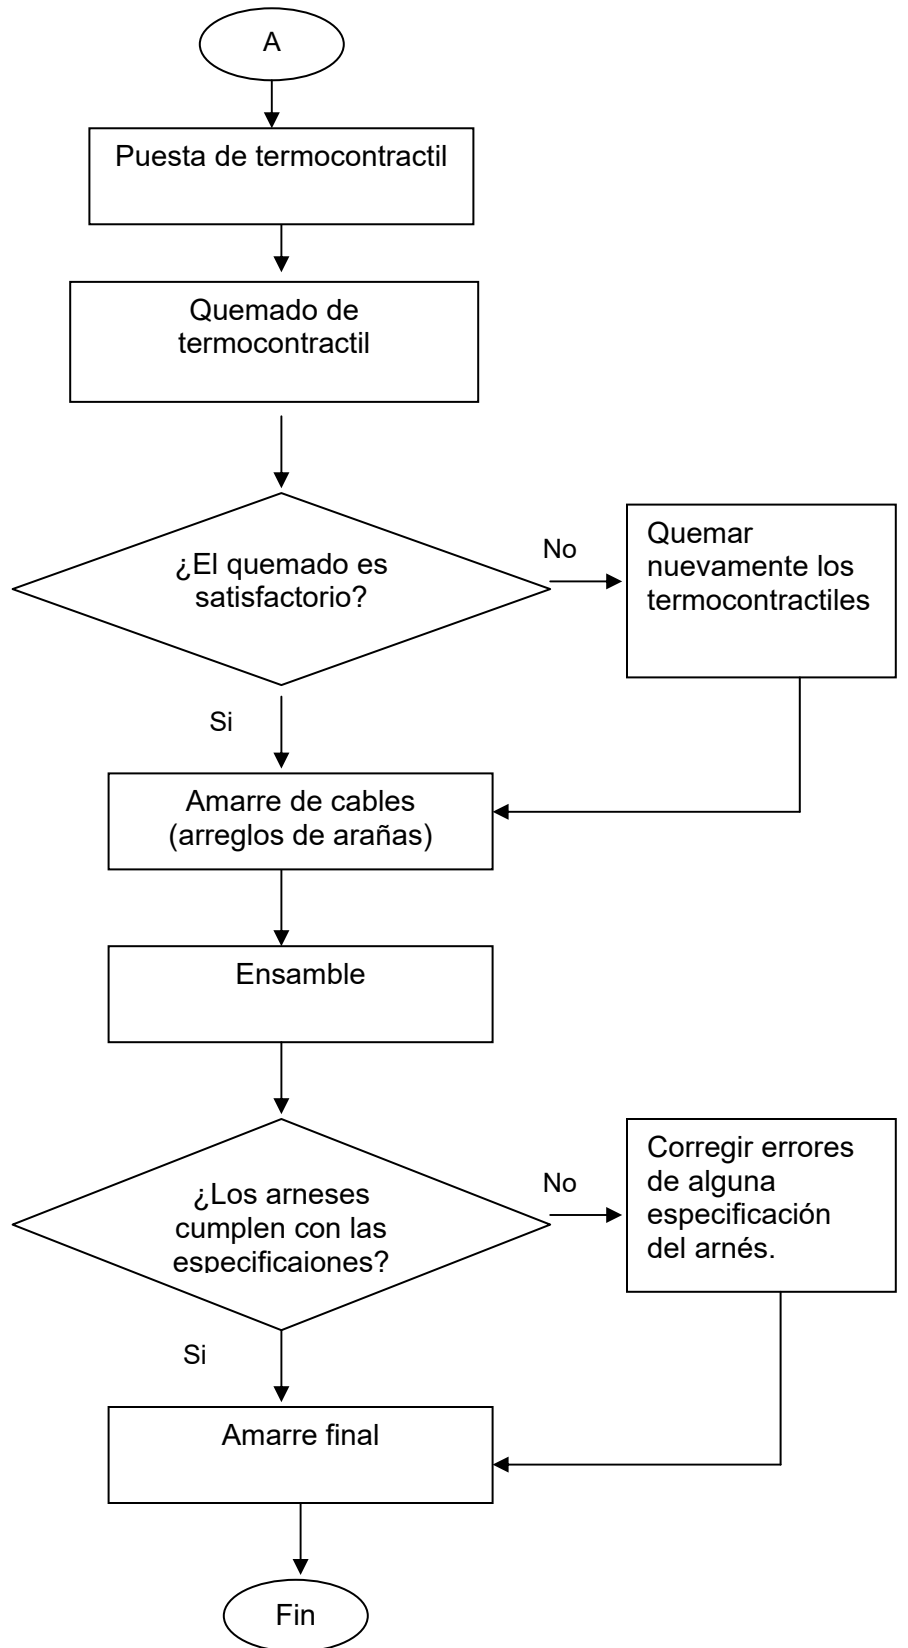 A
Puesta de termocontractil
Quemado de
termocontractil
¿El quemado es
satisfactorio?
No
Quemar
nuevamente los
termocontractiles
Si
Amarre de cables
(arreglos de arañas)
Ensamble
¿Los arneses
cumplen con las
especificaiones?
No
Corregir errores
de alguna
especificación
del arnés.
Si
Amarre final
Fin